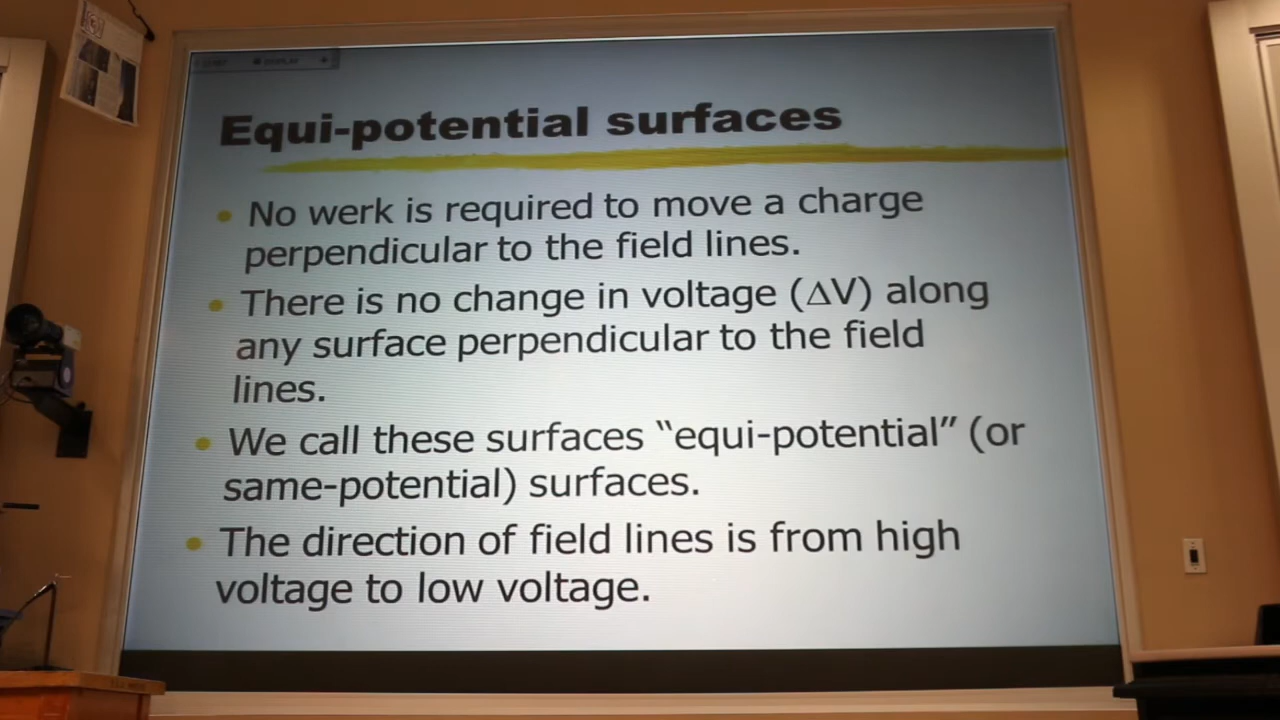 Equi-potential surfaces
• No werk is required to move a charge
perpendicular to the field lines.
• There is no change in voltage (ΔV) along
any surface perpendicular to the field
lines.
• We call these surfaces “equi-potential” (or
same-potential) surfaces.
• The direction of field lines is from high
voltage to low voltage.